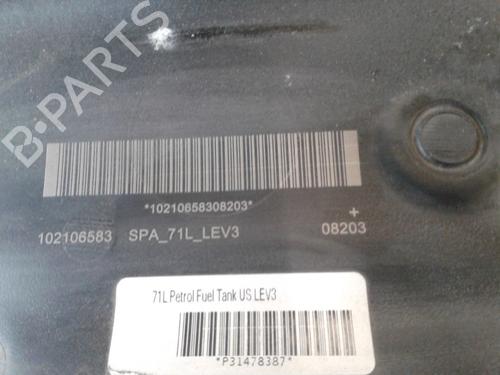 B-PARTS
*10210658308203*
+
102106583 SPA_71L_LEV3 08203
71L Petrol Fuel Tank US LEV3
*P31478387*